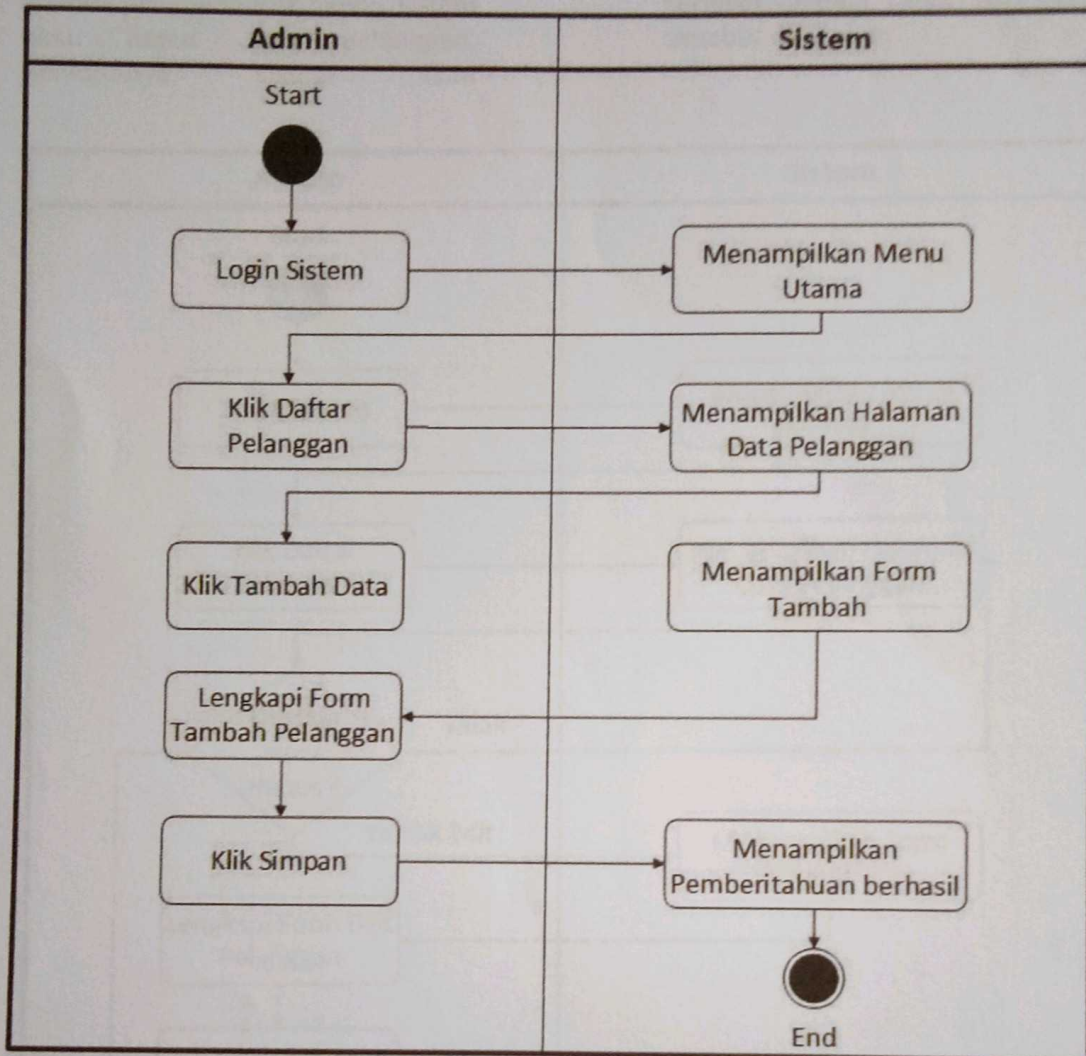 Admin
Sistem
Start
Login Sistem
Menampilkan Menu
Utama
Klik Daftar
Pelanggan
Menampilkan Halaman
Data Pelanggan
Klik Tambah Data
Menampilkan Form
Tambah
Lengkapi Form
Tambah Pelanggan
Klik Simpan
Menampilkan
Pemberitahuan berhasil
End